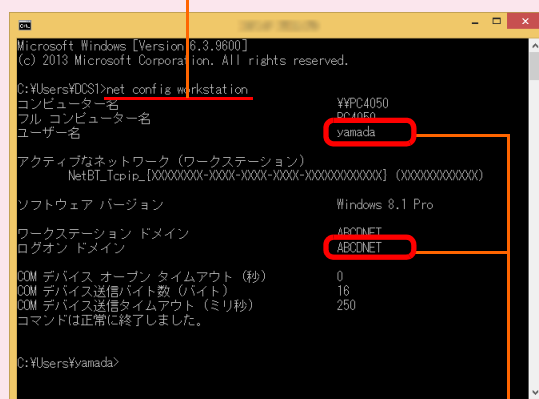 Microsoft Windows [Version 6.3.9600]
(c) 2013 Microsoft Corporation. All rights reserved.
C:¥Users¥DCS1>net config workstation
コンピューター名 ¥¥PC4050
フル コンピューター名 PC4050
ユーザー名 yamada
アクティブなネットワーク (ワークステーション)
NetBT_Tcpip_[XXXXXXXX-XXXX-XXXX-XXXX-XXXXXXXXXXXX] (XXXXXXXXXXXX)
ソフトウェア バージョン Windows 8.1 Pro
ワークステーション ドメイン ABCDNET
ログオン ドメイン ABCDNET
COM デバイス オープン タイムアウト (秒) 0
COM デバイス送信バイト数 (バイト) 16
COM デバイス送信タイムアウト (ミリ秒) 250
コマンドは正常に終了しました。
C:¥Users¥yamada>